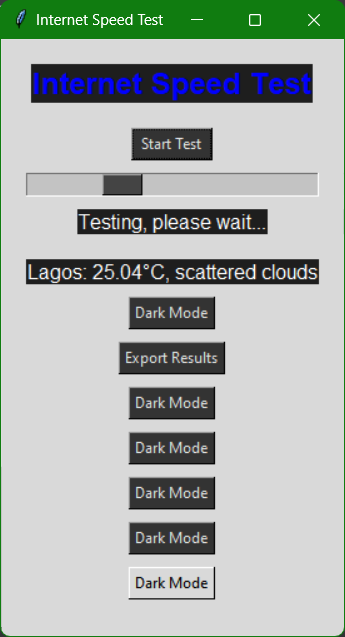 Internet Speed Test
Internet Speed Test
Start Test
Testing, please wait...
Lagos: 25.04°C, scattered clouds
Dark Mode
Export Results
Dark Mode
Dark Mode
Dark Mode
Dark Mode
Dark Mode